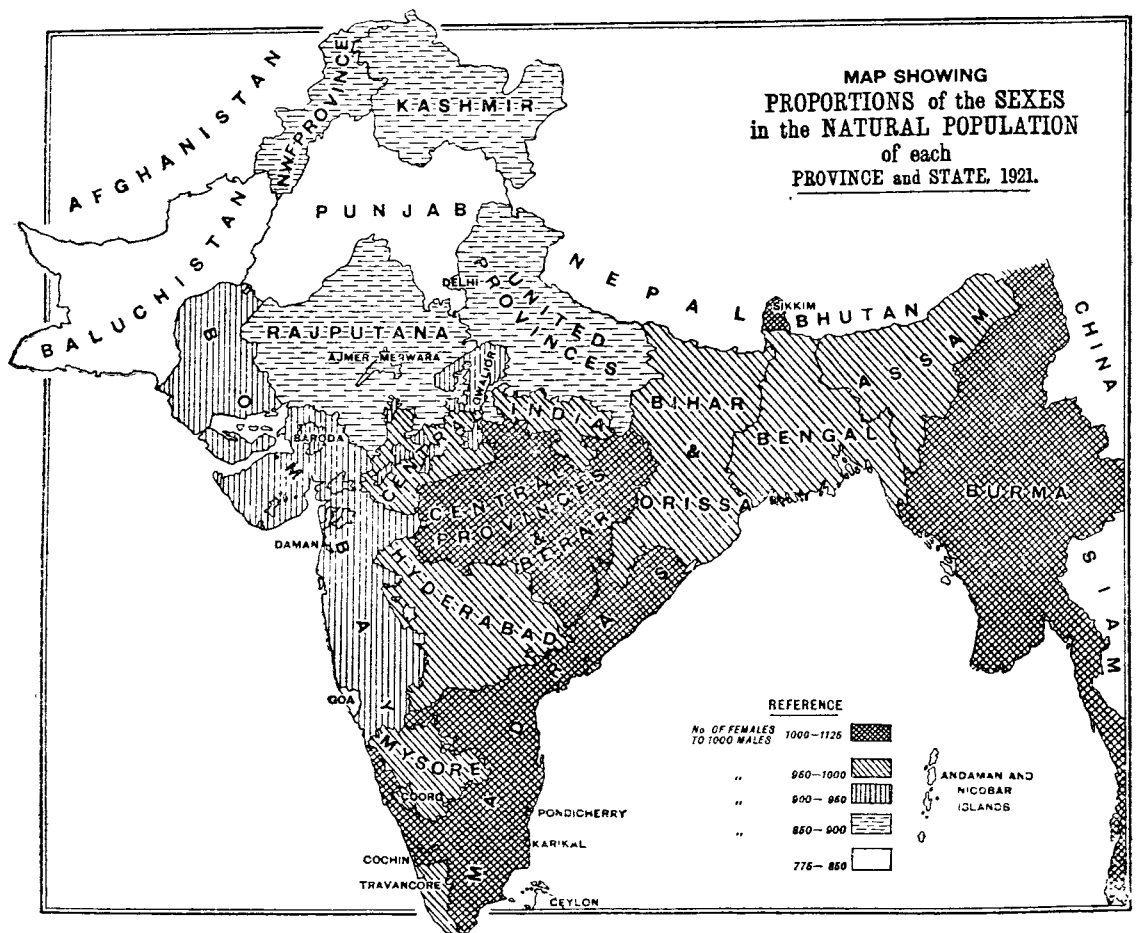 MAP SHOWING
PROPORTIONS of the SEXES
in the NATURAL POPULATION
of each
PROVINCE and STATE, 1921.
AFGHANISTAN
NWF PROVINCE
KASHMIR
PUNJAB
BALUCHISTAN
DELHI
UNITED
PROVINCES
NEPAL
SIKKIM
BHUTAN
CHINA
RAJPUTANA
AJMER-MERWARA
GWALIOR
ASSAM
BOMBAY
BARODA
CENTRAL
INDIA
BIHAR
&
ORISSA
BENGAL
BURMA
CENTRAL
PROVINCES
&
BERAR
DAMAN
HYDERABAD
SIAM
GOA
MYSORE
COORG
MADRAS
PONDICHERRY
KARIKAL
COCHIN
TRAVANCORE
CEYLON
REFERENCE
No. OF FEMALES
TO 1000 MALES 1000-1125
" 950-1000
" 900-950
" 850-900
775-850
ANDAMAN AND
NICOBAR
ISLANDS